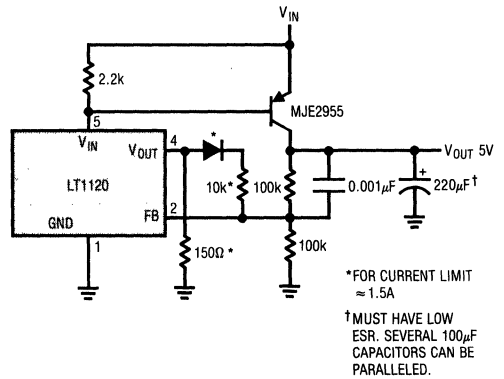 VIN
2.2k
MJE2955
5
VIN
VOUT
4
*
VOUT 5V
LT1120
10k*
100k
0.001μF
+
220μF†
GND
FB
2
1
150Ω*
100k
*FOR CURRENT LIMIT
≈1.5A
†MUST HAVE LOW
ESR. SEVERAL 100μF
CAPACITORS CAN BE
PARALLELED.